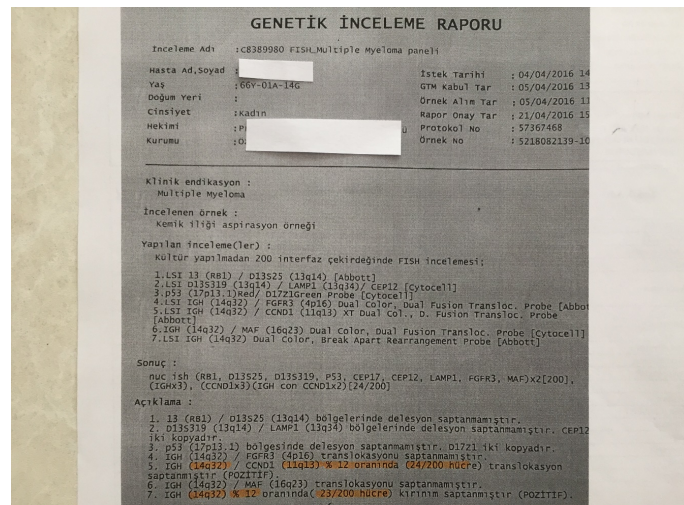 GENETİK İNCELEME RAPORU
İnceleme Adı :C8389980 FISH_Multiple Myeloma paneli
Hasta Ad,Soyad :
İstek Tarihi : 04/04/2016 14
Yaş :66Y-01A-14G
GTM Kabul Tar : 05/04/2016 13
Doğum Yeri :
Örnek Alım Tar : 05/04/2016 11
Cinsiyet :Kadın
Rapor Onay Tar : 21/04/2016 15
Hekimi :P
Protokol No : 57367468
Kurumu :O
Örnek No : 5218082139-10
Klinik endikasyon :
Multiple Myeloma
İncelenen örnek :
Kemik iliği aspirasyon örneği
Yapılan inceleme(ler) :
Kültür yapılmadan 200 interfaz çekirdeğinde FISH incelemesi;
1.LSI 13 (RB1) / D13S25 (13q14) [Abbott]
2.LSI D13S319 (13q14) / LAMP1 (13q34)/ CEP12 [Cytocell]
3.p53 (17p13.1)Red/ D17Z1Green Probe [Cytocell]
4.LSI IGH (14q32) / FGFR3 (4p16) Dual Color, Dual Fusion Transloc. Probe [Abbot
5.LSI IGH (14q32) / CCND1 (11q13) XT Dual Col., D. Fusion Transloc. Probe
[Abbott]
6.IGH (14q32) / MAF (16q23) Dual Color, Dual Fusion Transloc. Probe [Cytocell]
7.LSI IGH (14q32) Dual Color, Break Apart Rearrangement Probe [Abbott]
Sonuç :
nuc ish (RB1, D13S25, D13S319, P53, CEP17, CEP12, LAMP1, FGFR3, MAF)x2[200],
(IGHx3), (CCND1x3)(IGH con CCND1x2)[24/200]
Açıklama :
1. 13 (RB1) / D13S25 (13q14) bölgelerinde delesyon saptanmamıştır.
2. D13S319 (13q14) / LAMP1 (13q34) bölgelerinde delesyon saptanmamıştır. CEP12
iki kopyadır.
3. p53 (17p13.1) bölgesinde delesyon saptanmamıştır. D17Z1 iki kopyadır.
4. IGH (14q32) / FGFR3 (4p16) translokasyonu saptanmamıştır.
5. IGH (14q32) / CCND1 (11q13) % 12 oranında (24/200 hücre) translokasyon
saptanmıştır (POZİTİF).
6. IGH (14q32) / MAF (16q23) translokasyonu saptanmamıştır.
7. IGH (14q32) % 12 oranında( 23/200 hücre) kırınım saptanmıştır (POZİTİF).